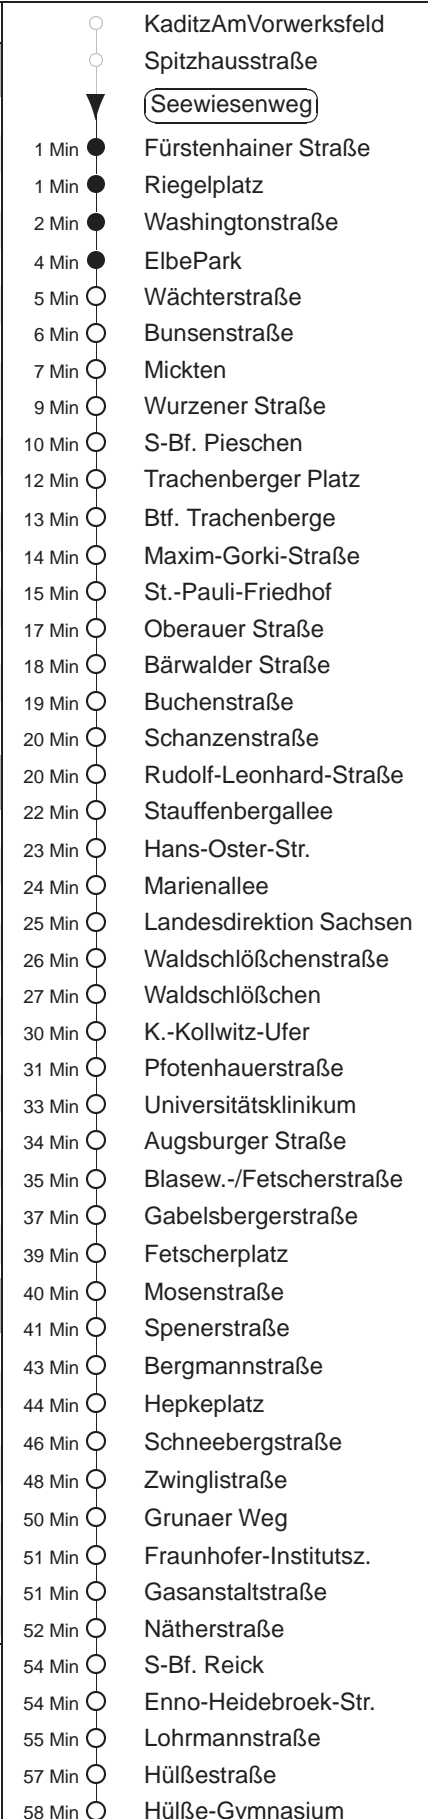 KaditzAmVorwerksfeld
Spitzhausstraße
Seewiesenweg
1 Min Fürstenhainer Straße
1 Min Riegelplatz
2 Min Washingtonstraße
4 Min ElbePark
5 Min Wächterstraße
6 Min Bunsenstraße
7 Min Mickten
9 Min Wurzener Straße
10 Min S-Bf. Pieschen
12 Min Trachenberger Platz
13 Min Btf. Trachenberge
14 Min Maxim-Gorki-Straße
15 Min St.-Pauli-Friedhof
17 Min Oberauer Straße
18 Min Bärwalder Straße
19 Min Buchenstraße
20 Min Schanzenstraße
20 Min Rudolf-Leonhard-Straße
22 Min Stauffenbergallee
23 Min Hans-Oster-Str.
24 Min Marienallee
25 Min Landesdirektion Sachsen
26 Min Waldschlößchenstraße
27 Min Waldschlößchen
30 Min K.-Kollwitz-Ufer
31 Min Pfotenhauerstraße
33 Min Universitätsklinikum
34 Min Augsburger Straße
35 Min Blasew.-/Fetscherstraße
37 Min Gabelsbergerstraße
39 Min Fetscherplatz
40 Min Mosenstraße
41 Min Spenerstraße
43 Min Bergmannstraße
44 Min Hepkeplatz
46 Min Schneebergstraße
48 Min Zwinglistraße
50 Min Grunaer Weg
51 Min Fraunhofer-Institutsz.
51 Min Gasanstaltstraße
52 Min Nätherstraße
54 Min S-Bf. Reick
54 Min Enno-Heidebroek-Str.
55 Min Lohrmannstraße
57 Min Hülßestraße
58 Min Hülße-Gymnasium